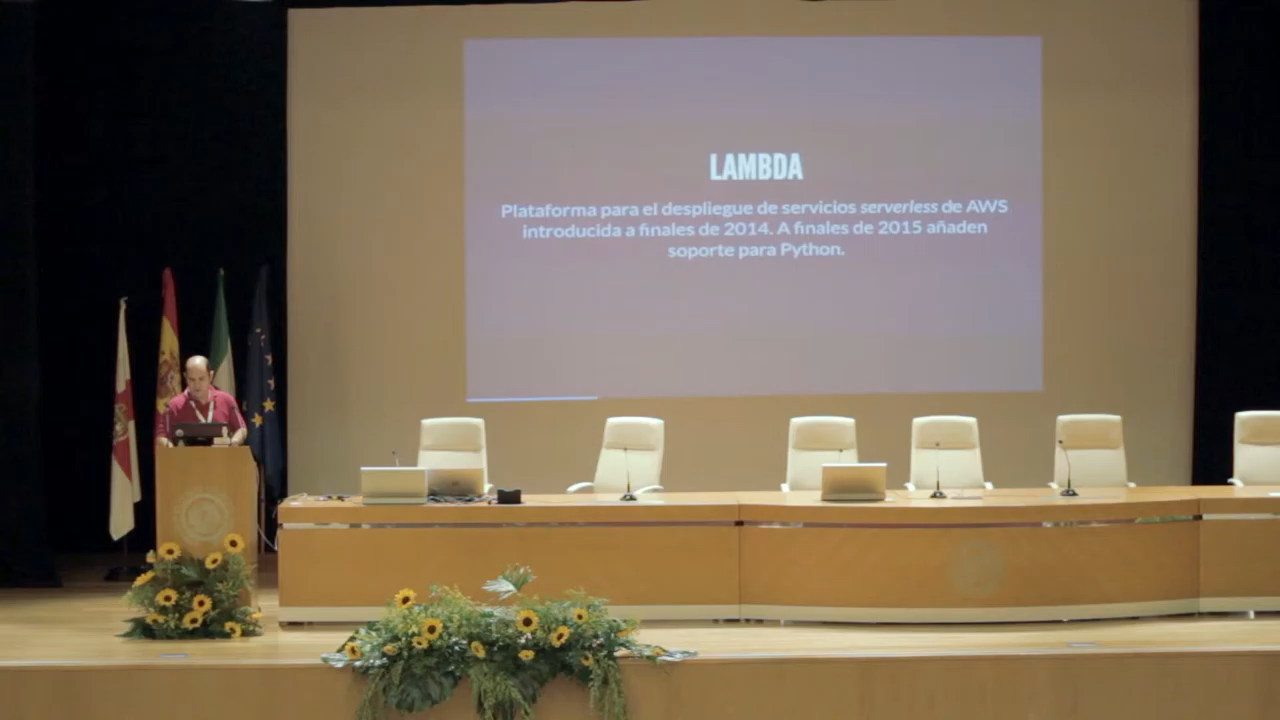 LAMBDA
Plataforma para el despliegue de servicios serverless de AWS
introducida a finales de 2014. A finales de 2015 añaden
soporte para Python.